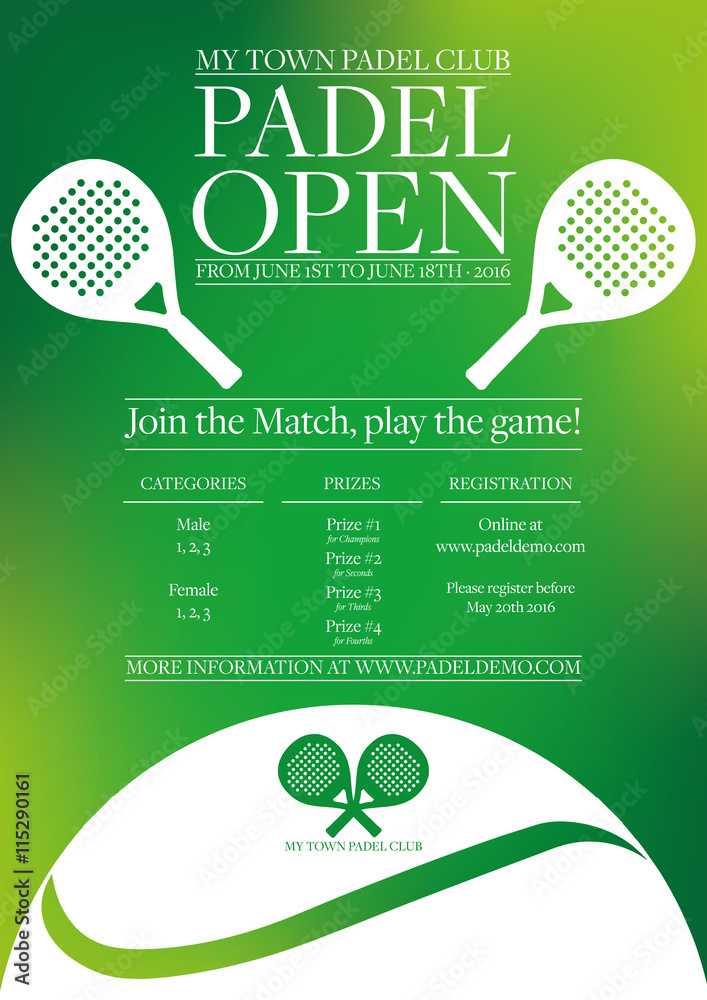 MY TOWN PADEL CLUB
PADEL
OPEN
FROM JUNE 1ST TO JUNE 18TH · 2016
Join the Match, play the game!
CATEGORIES
Male
1, 2, 3
Female
1, 2, 3
PRIZES
Prize #1
for Champions
Prize #2
for Seconds
Prize #3
for Thirds
Prize #4
for Fourths
REGISTRATION
Online at
www.padeldemo.com
Please register before
May 20th 2016
MORE INFORMATION AT WWW.PADELDEMO.COM
MY TOWN PADEL CLUB
Adobe Stock | #115290161
Adobe Stock